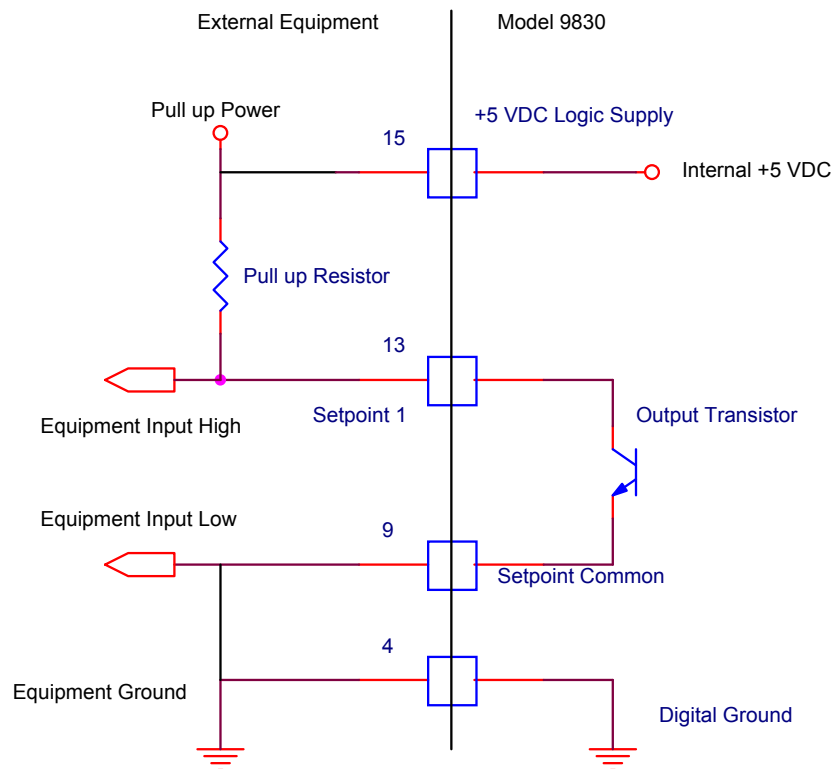 External Equipment
Model 9830
Pull up Power
15
+5 VDC Logic Supply
Internal +5 VDC
Pull up Resistor
13
Equipment Input High
Setpoint 1
Output Transistor
Equipment Input Low
9
Setpoint Common
4
Equipment Ground
Digital Ground